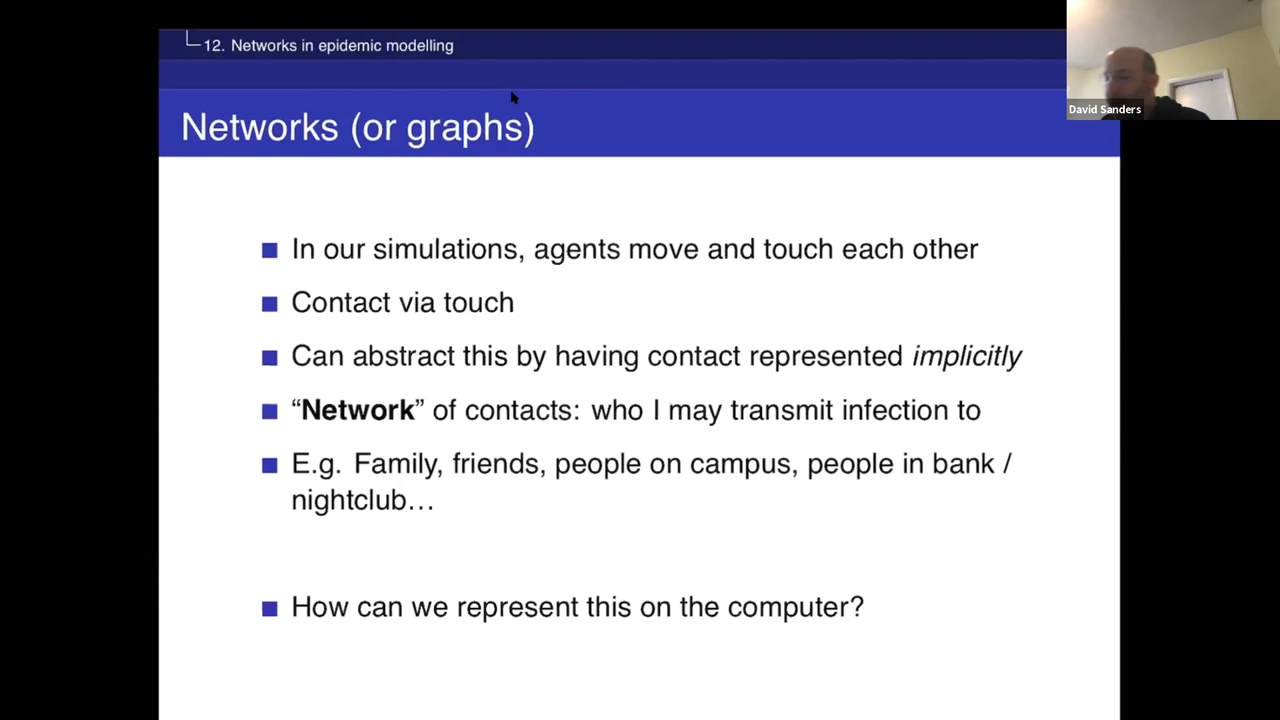 12. Networks in epidemic modelling
David Sanders
Networks (or graphs)
In our simulations, agents move and touch each other
Contact via touch
Can abstract this by having contact represented implicitly
“Network” of contacts: who I may transmit infection to
E.g. Family, friends, people on campus, people in bank /
nightclub…
How can we represent this on the computer?